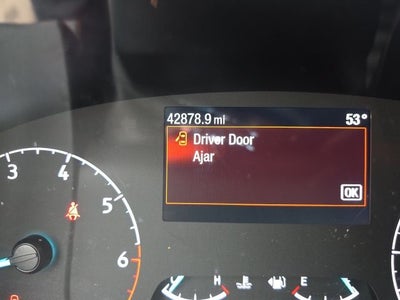 42878.9 mi 53°
Driver Door
Ajar
OK
3 4 5 6
C H E